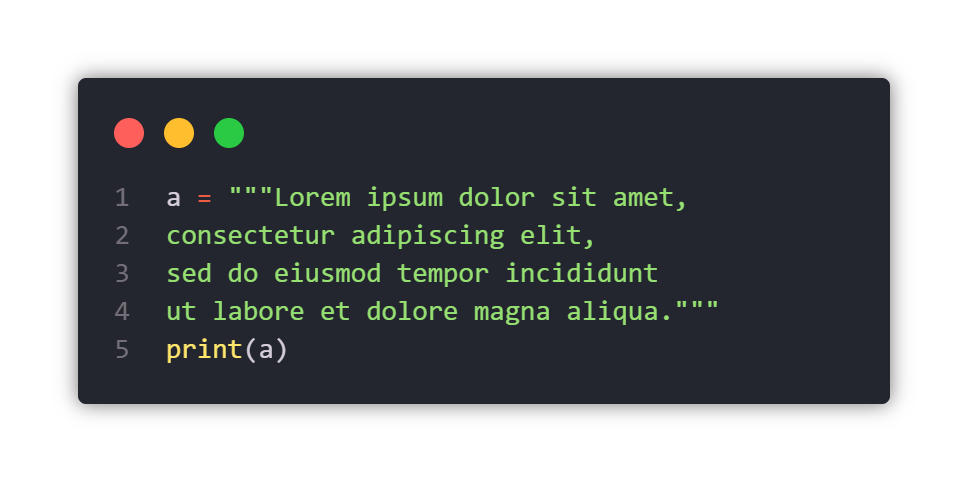 1 a = """Lorem ipsum dolor sit amet,
2 consectetur adipiscing elit,
3 sed do eiusmod tempor incididunt
4 ut labore et dolore magna aliqua."""
5 print(a)